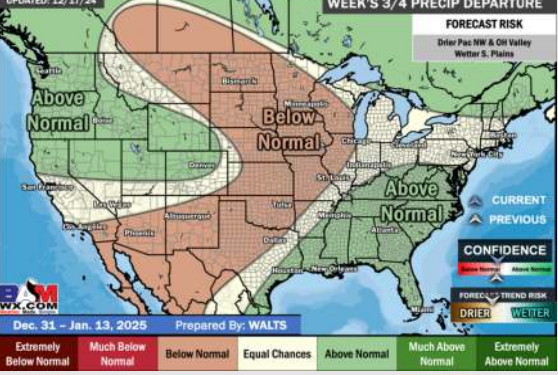 UPDATED: 12/17/24
WEEK'S 3/4 PRECIP DEPARTURE
FORECAST RISK
Drier Pac NW & OH Valley
Wetter S. Plains
Seattle
Above
Normal
Boise
Bismarck
Minneapolis
Below
Normal
Chicago
Cleveland
Boston
New York City
Indianapolis
Denver
St. Louis
San Francisco
Las Vegas
Los Angeles
Phoenix
Albuquerque
Tulsa
Memphis
Above
Normal
Atlanta
Dallas
Houston
New Orleans
Miami
CURRENT
PREVIOUS
CONFIDENCE
Below Normal
Above Normal
FORECAST TREND RISK
DRIER
WETTER
BAM
WX.COM
Dec. 31 – Jan. 13, 2025
Prepared By: WALTS
Extremely
Below Normal
Much Below
Normal
Below Normal
Equal Chances
Above Normal
Much Above
Normal
Extremely
Above Normal